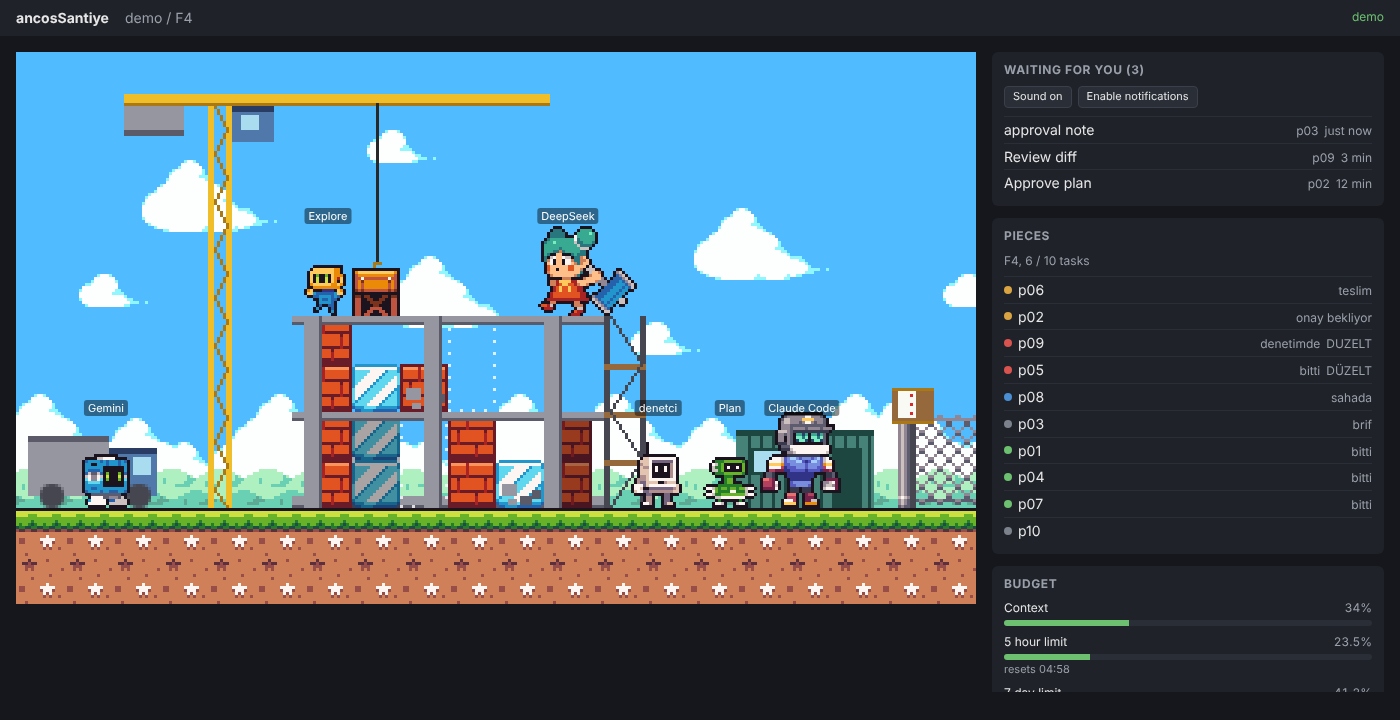 ancosSantiye demo / F4 demo
Explore
DeepSeek
Gemini
denetci
Plan
Claude Code
WAITING FOR YOU (3)
Sound on Enable notifications
approval note p03 just now
Review diff p09 3 min
Approve plan p02 12 min
PIECES
F4, 6 / 10 tasks
p06 teslim
p02 onay bekliyor
p09 denetimde DUZELT
p05 bitti DÜZELT
p08 sahada
p03 brif
p01 bitti
p04 bitti
p07 bitti
p10
BUDGET
Context 34%
5 hour limit 23.5%
resets 04:58